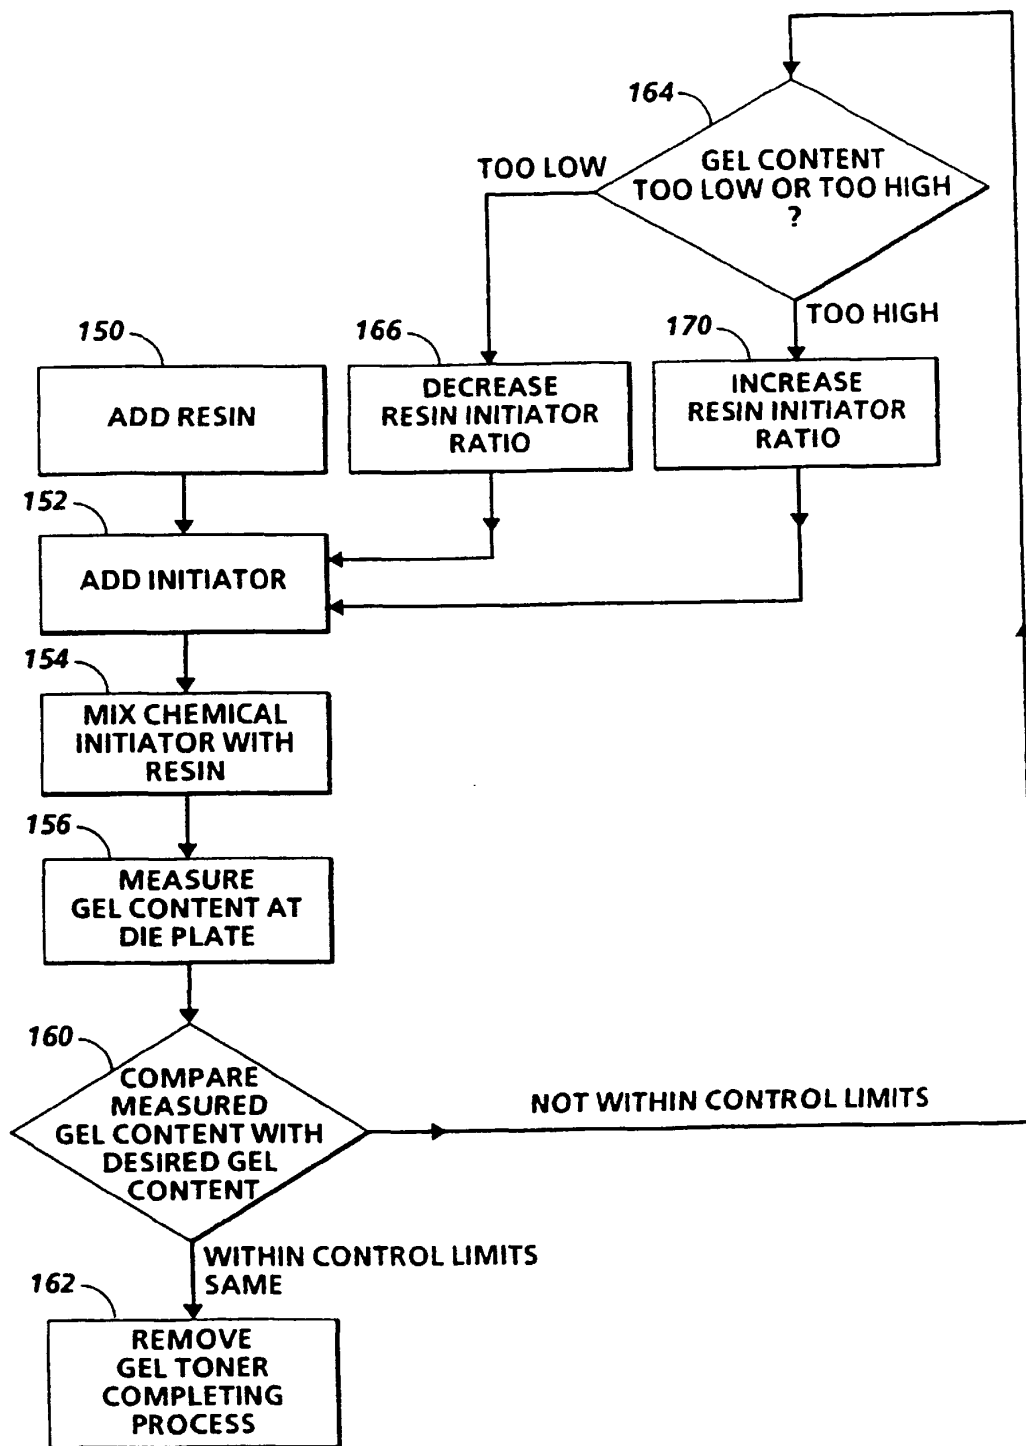 164
GEL CONTENT
TOO LOW OR TOO HIGH
?
TOO LOW
TOO HIGH
150
ADD RESIN
166
DECREASE
RESIN INITIATOR
RATIO
170
INCREASE
RESIN INITIATOR
RATIO
152
ADD INITIATOR
154
MIX CHEMICAL
INITIATOR WITH
RESIN
156
MEASURE
GEL CONTENT AT
DIE PLATE
160
COMPARE
MEASURED
GEL CONTENT WITH
DESIRED GEL
CONTENT
NOT WITHIN CONTROL LIMITS
WITHIN CONTROL LIMITS
SAME
162
REMOVE
GEL TONER
COMPLETING
PROCESS